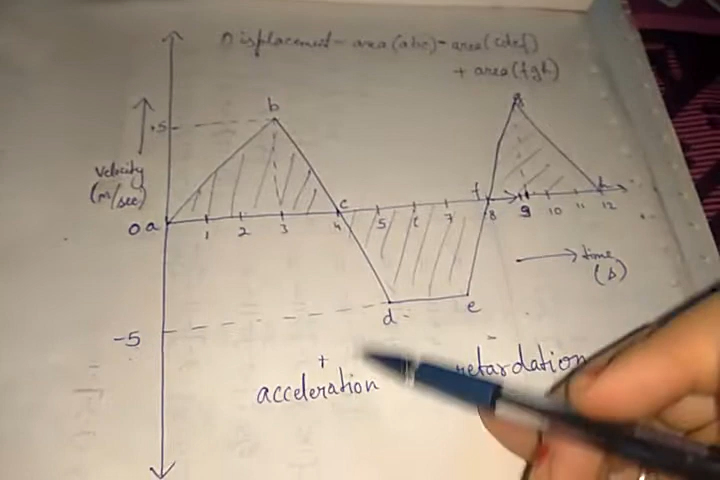 Displacement - area(abc) - area(cdef)
+ area(fgh)
b
g
+5
velocity
(m/sec)
f
h
c
0 a
1 2 3 4 5 6 7 8 9 10 11 12
time
(s)
d
e
-5
+
-
acceleration
retardation